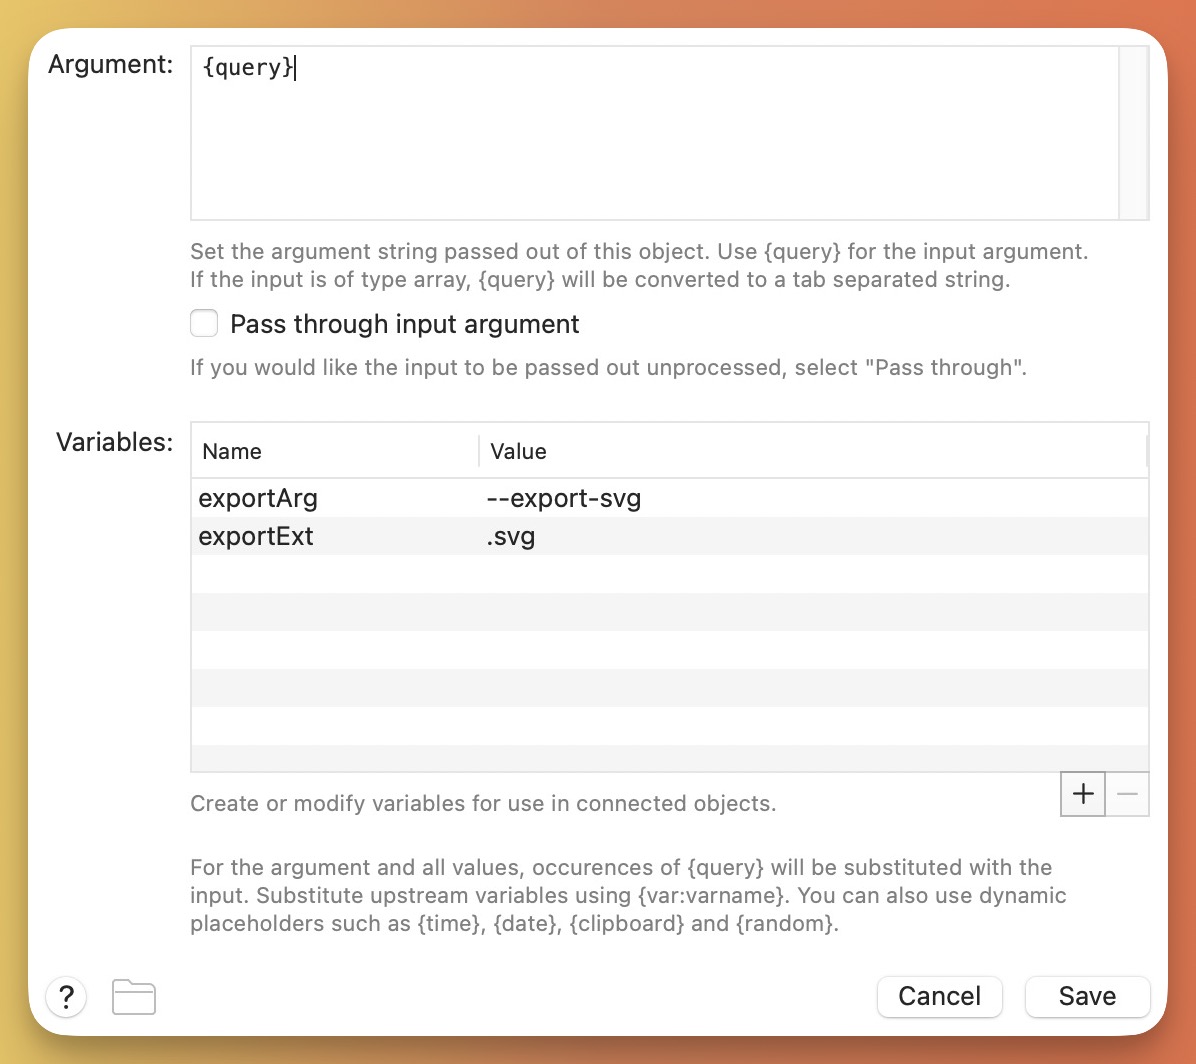 Argument:
{query}
Set the argument string passed out of this object. Use {query} for the input argument.
If the input is of type array, {query} will be converted to a tab separated string.
Pass through input argument
If you would like the input to be passed out unprocessed, select "Pass through".
Variables:
Name Value
exportArg --export-svg
exportExt .svg
Create or modify variables for use in connected objects.
For the argument and all values, occurences of {query} will be substituted with the
input. Substitute upstream variables using {var:varname}. You can also use dynamic
placeholders such as {time}, {date}, {clipboard} and {random}.
? Cancel Save